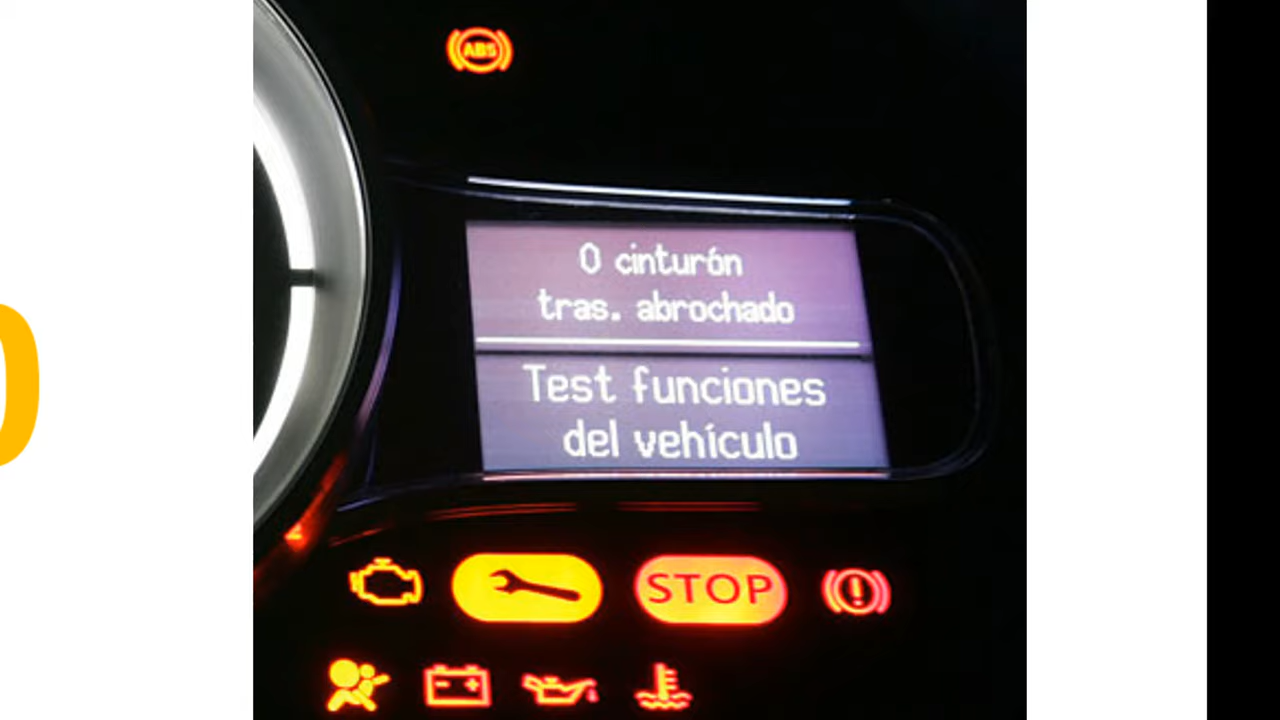 ABS
0 cinturón
tras. abrochado
Test funciones
del vehículo
STOP